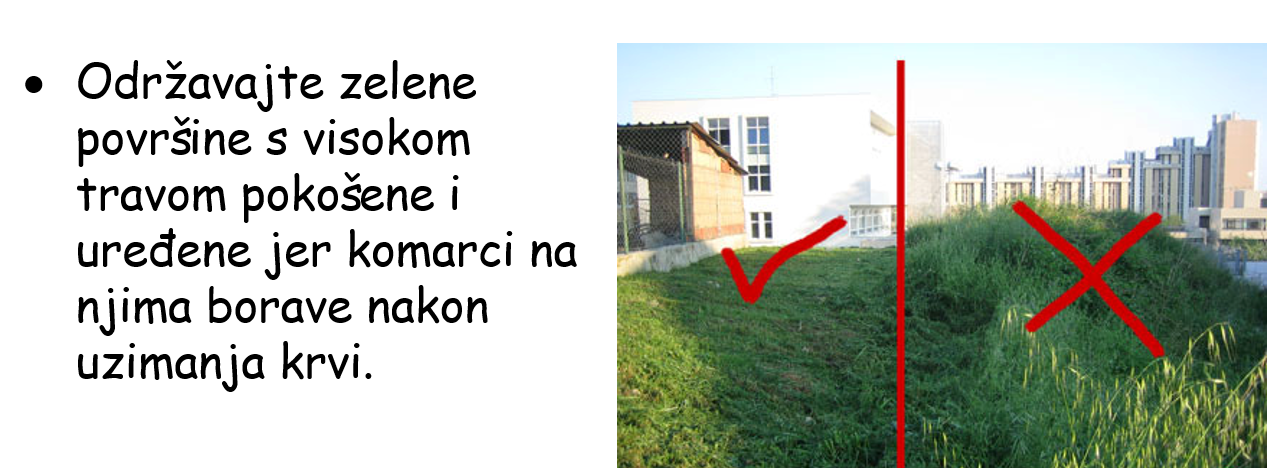 • Održavajte zelene
površine s visokom
travom pokošene i
uređene jer komarci na
njima borave nakon
uzimanja krvi.